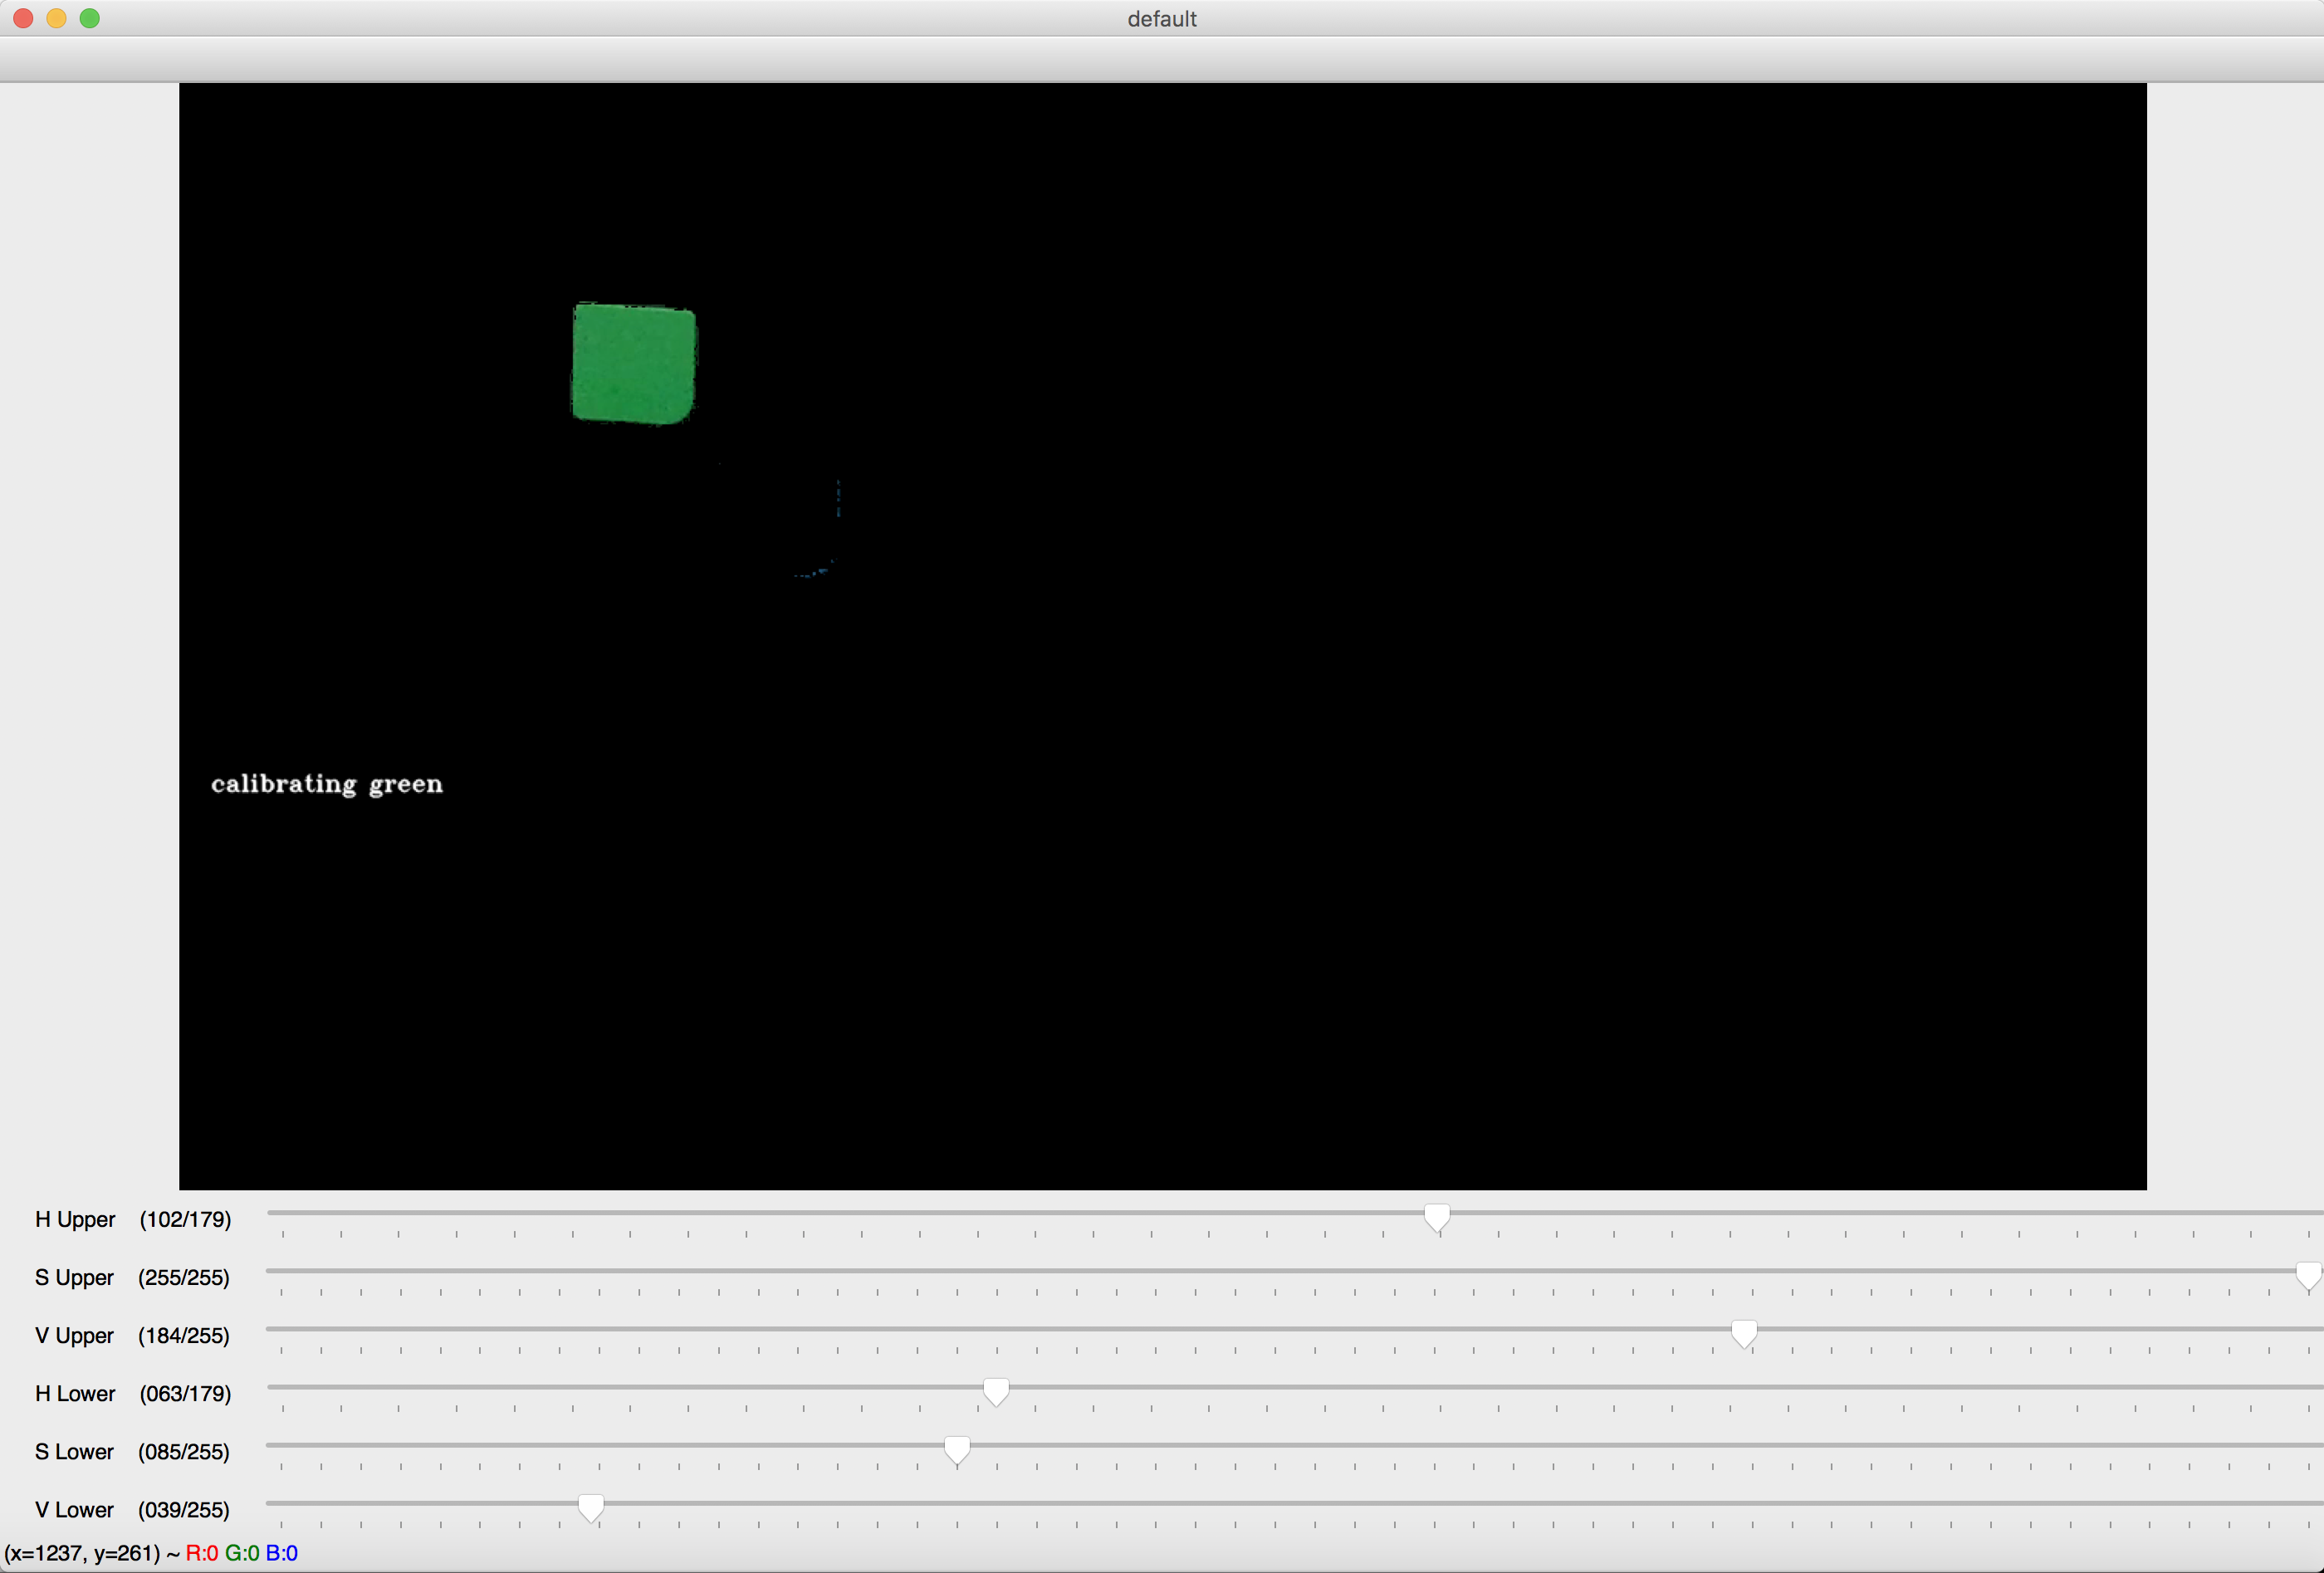 default
calibrating green
H Upper (102/179)
S Upper (255/255)
V Upper (184/255)
H Lower (063/179)
S Lower (085/255)
V Lower (039/255)
(x=1237, y=261) ~ R:0 G:0 B:0